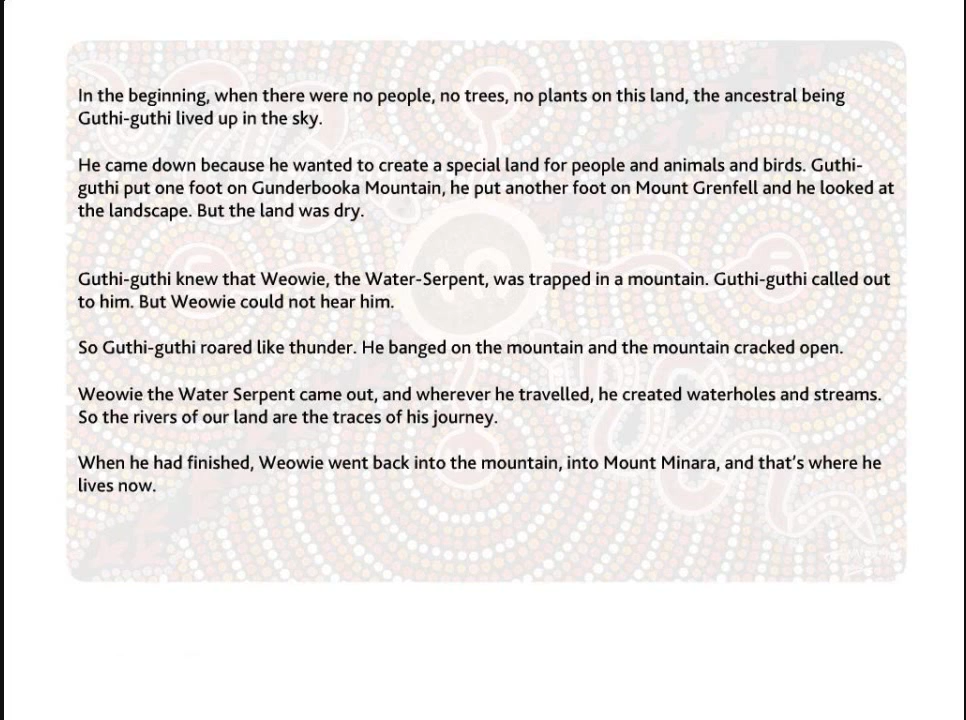 In the beginning, when there were no people, no trees, no plants on this land, the ancestral being
Guthi-guthi lived up in the sky.
He came down because he wanted to create a special land for people and animals and birds. Guthi-
guthi put one foot on Gunderbooka Mountain, he put another foot on Mount Grenfell and he looked at
the landscape. But the land was dry.
Guthi-guthi knew that Weowie, the Water-Serpent, was trapped in a mountain. Guthi-guthi called out
to him. But Weowie could not hear him.
So Guthi-guthi roared like thunder. He banged on the mountain and the mountain cracked open.
Weowie the Water Serpent came out, and wherever he travelled, he created waterholes and streams.
So the rivers of our land are the traces of his journey.
When he had finished, Weowie went back into the mountain, into Mount Minara, and that's where he
lives now.